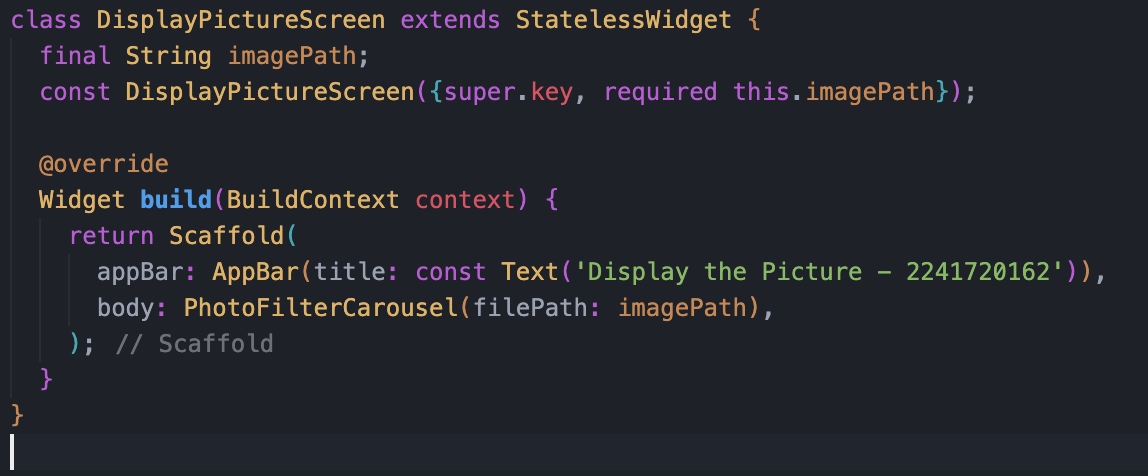 class DisplayPictureScreen extends StatelessWidget {
  final String imagePath;
  const DisplayPictureScreen({super.key, required this.imagePath});

  @override
  Widget build(BuildContext context) {
    return Scaffold(
      appBar: AppBar(title: const Text('Display the Picture - 2241720162')),
      body: PhotoFilterCarousel(filePath: imagePath),
    ); // Scaffold
  }
}